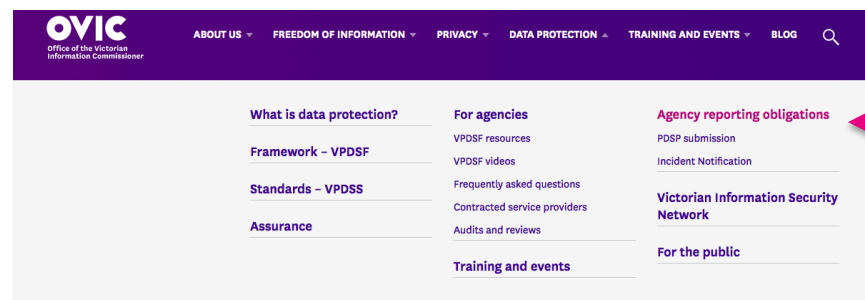 OVIC
Office of the Victorian
Information Commissioner
ABOUT US
FREEDOM OF INFORMATION
PRIVACY
DATA PROTECTION
TRAINING AND EVENTS
BLOG
What is data protection?
Framework – VPDSF
Standards – VPDSS
Assurance
For agencies
VPDSF resources
VPDSF videos
Frequently asked questions
Contracted service providers
Audits and reviews
Training and events
Agency reporting obligations
PDSP submission
Incident Notification
Victorian Information Security
Network
For the public